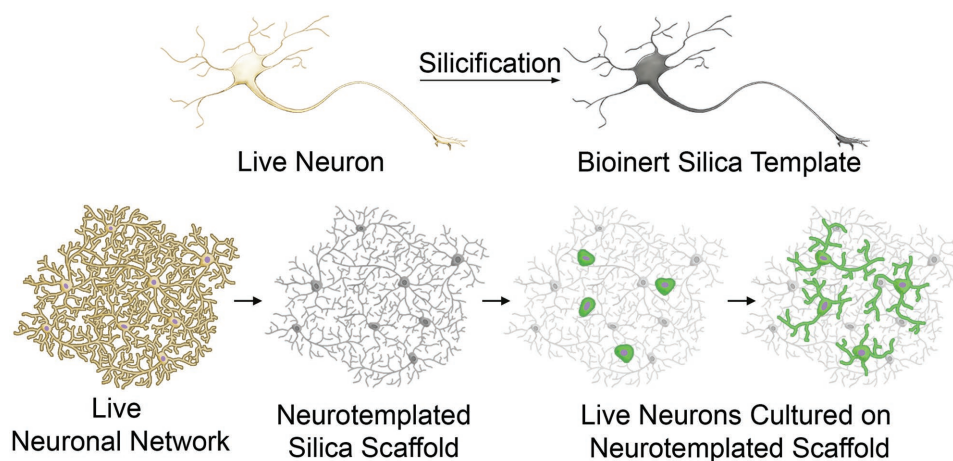 Silicification
Live Neuron
Bioinert Silica Template
Live
Neuronal Network
Neurotemplated
Silica Scaffold
Live Neurons Cultured on
Neurotemplated Scaffold